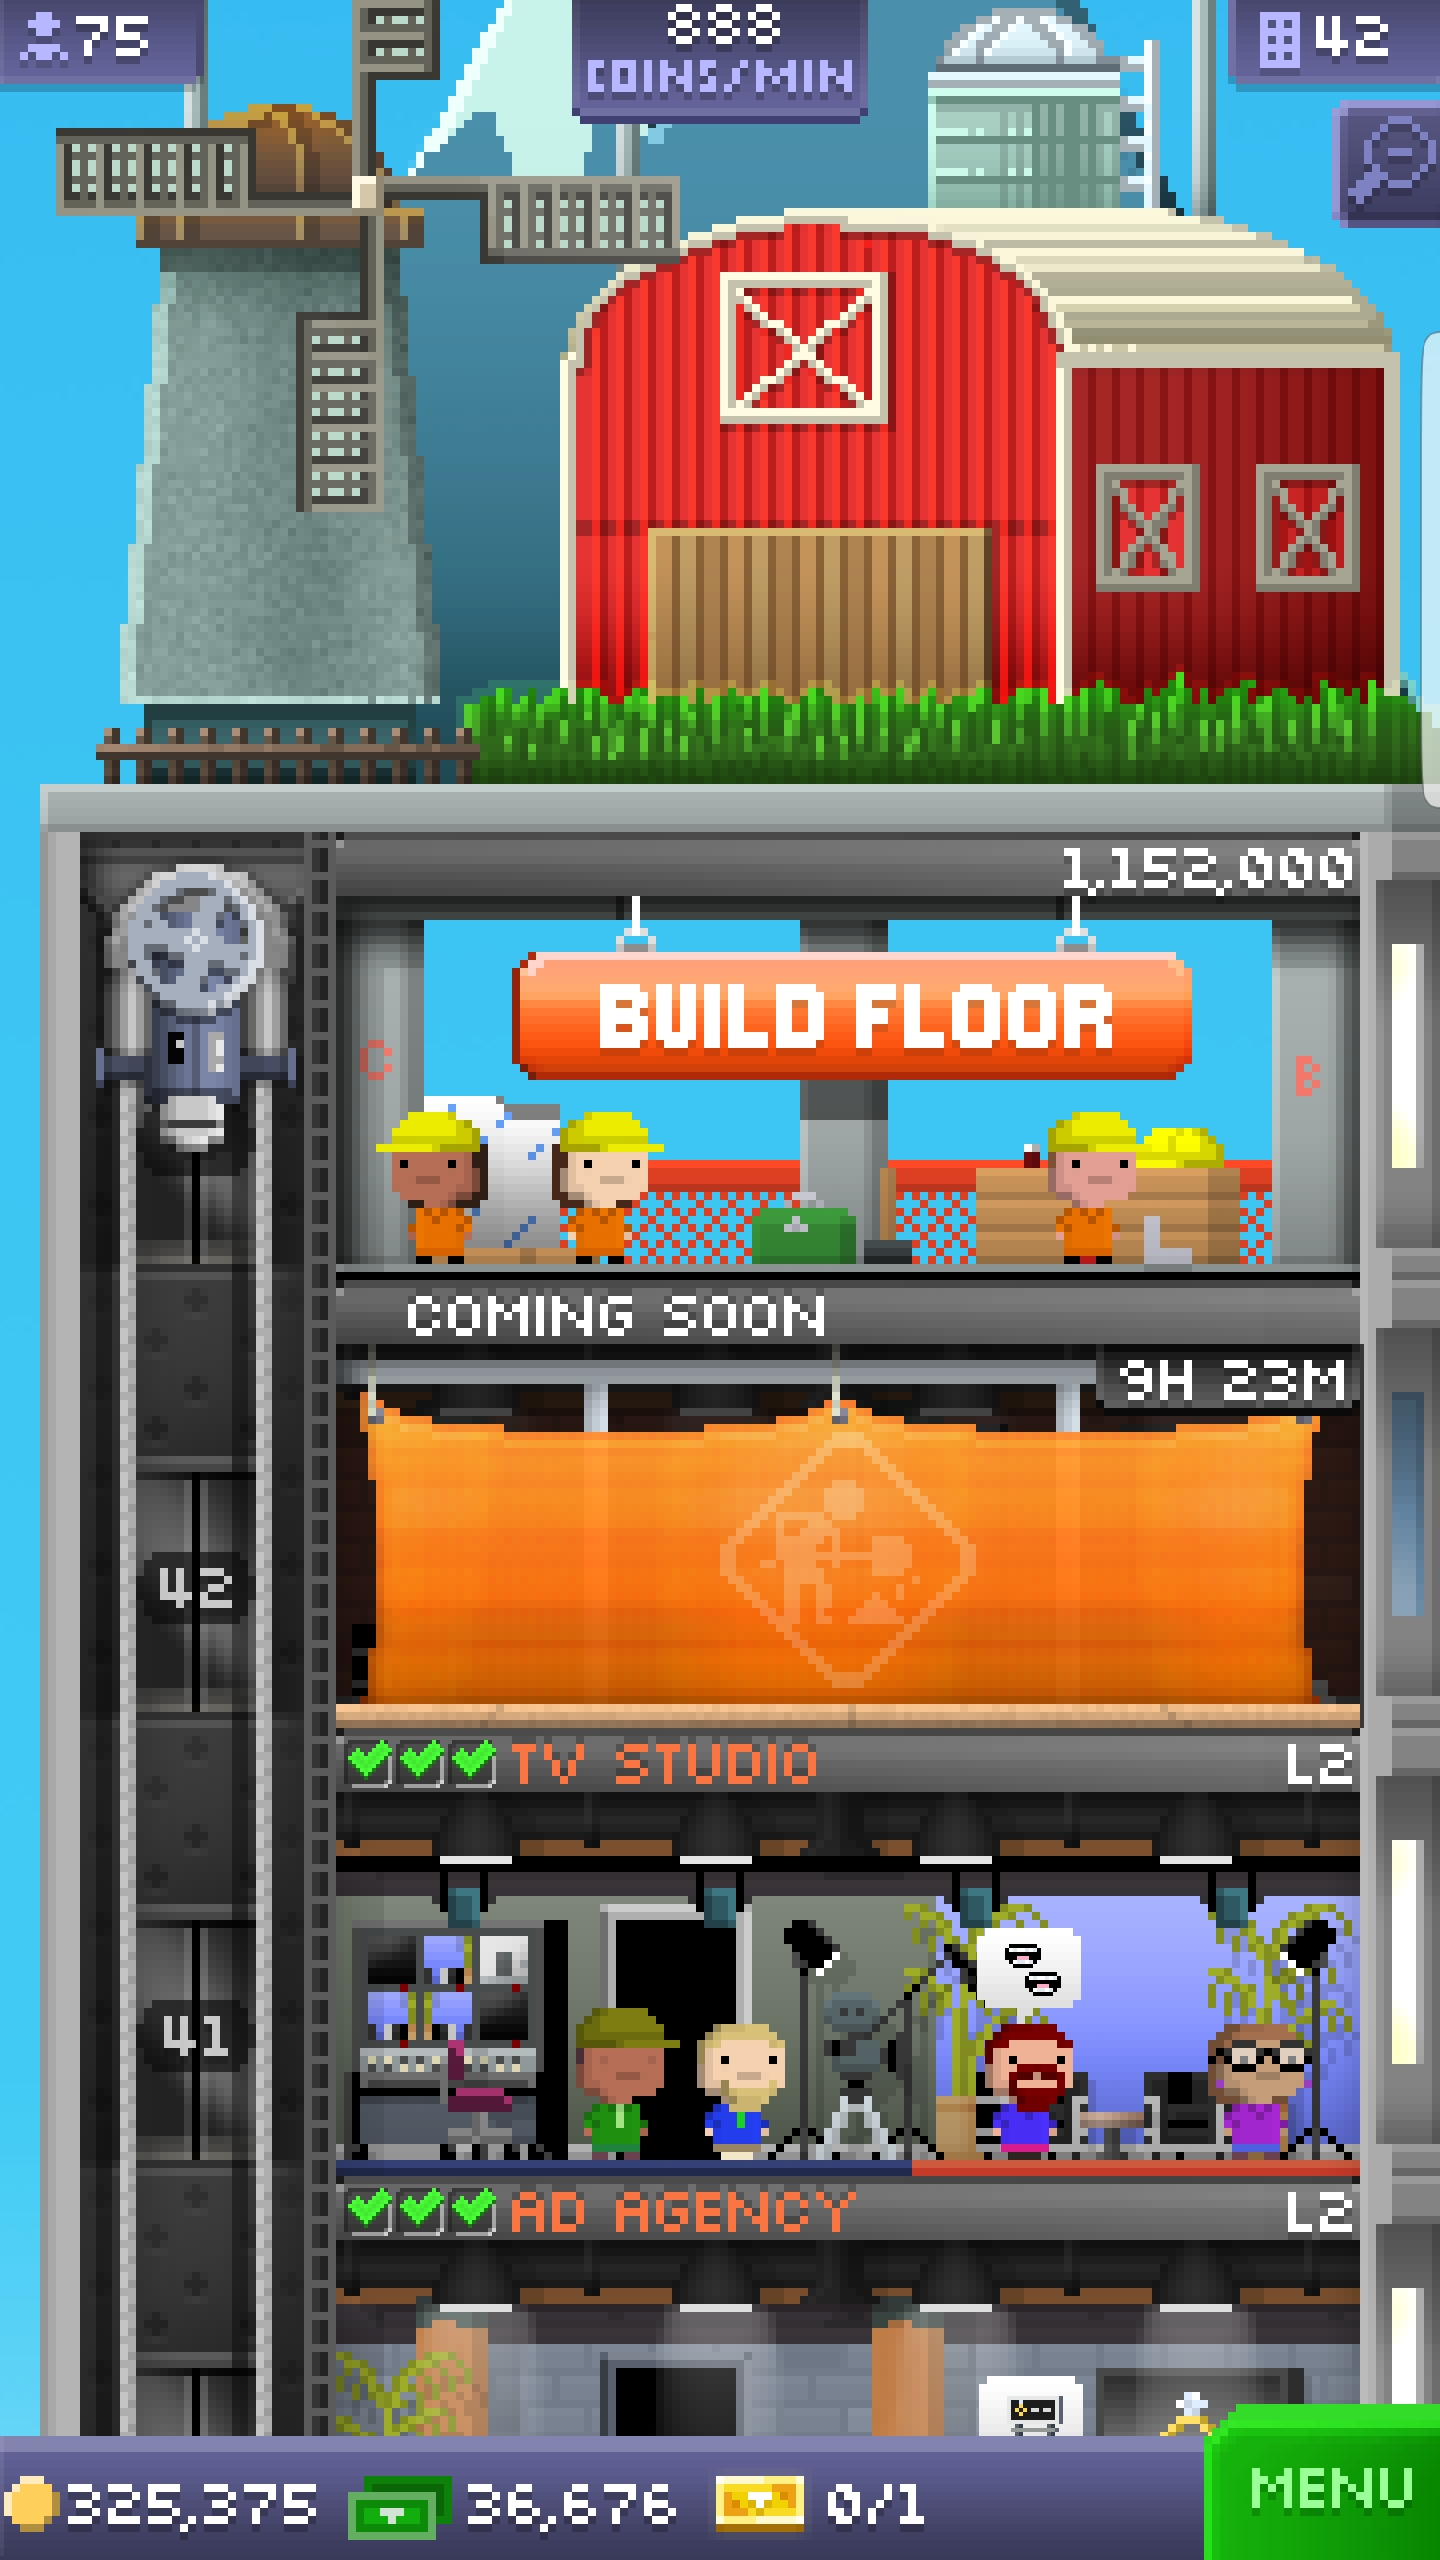 75
888
COINS/MIN
42
1,152,000
BUILD FLOOR
C
B
COMING SOON
9H 23M
42
TV STUDIO
L2
41
AD AGENCY
L2
325,375
36,676
0/1
MENU